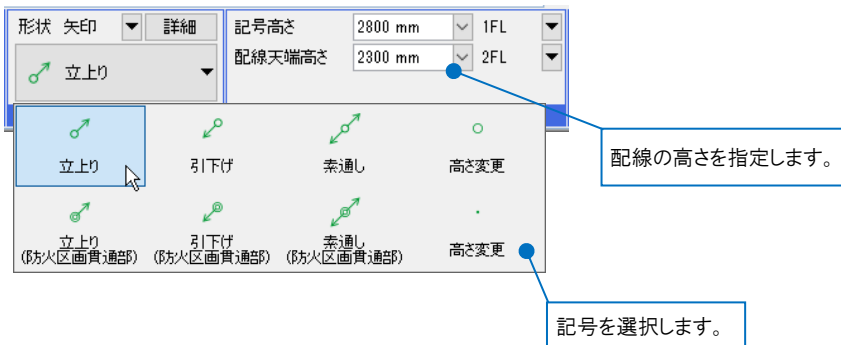 形状 矢印 詳細 記号高さ 2800 mm 1FL
配線天端高さ 2300 mm 2FL
立上り
配線の高さを指定します。
立上り 引下げ 素通し 高さ変更
立上り 引下げ 素通し 高さ変更
(防火区画貫通部) (防火区画貫通部) (防火区画貫通部)
記号を選択します。